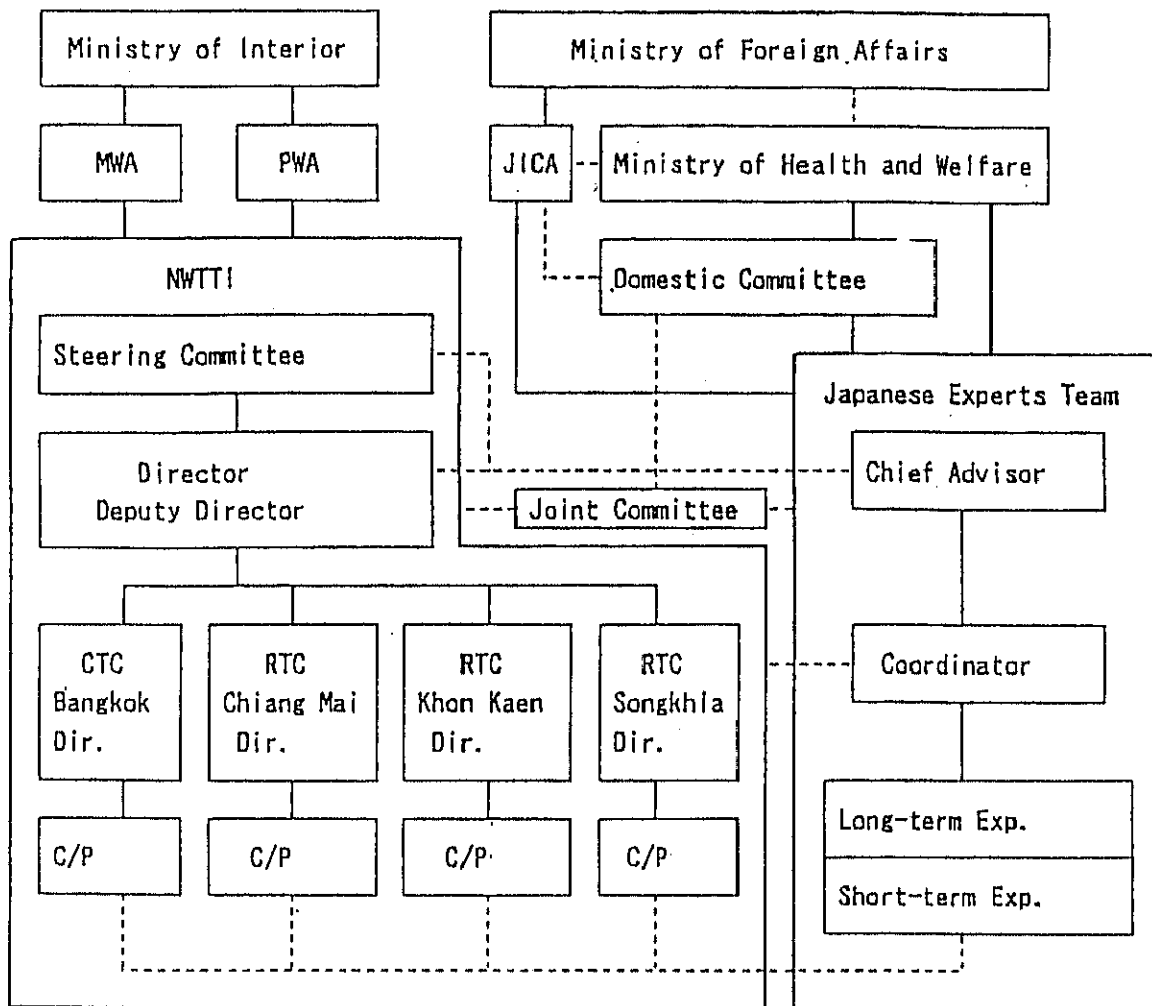 Ministry of Interior
Ministry of Foreign Affairs
MWA
PWA
JICA
Ministry of Health and Welfare
NWTTI
Domestic Committee
Steering Committee
Japanese Experts Team
Director
Deputy Director
Chief Advisor
Joint Committee
CTC
Bangkok
Dir.
RTC
Chiang Mai
Dir.
RTC
Khon Kaen
Dir.
RTC
Songkhla
Dir.
Coordinator
C/P
C/P
C/P
C/P
Long-term Exp.
Short-term Exp.